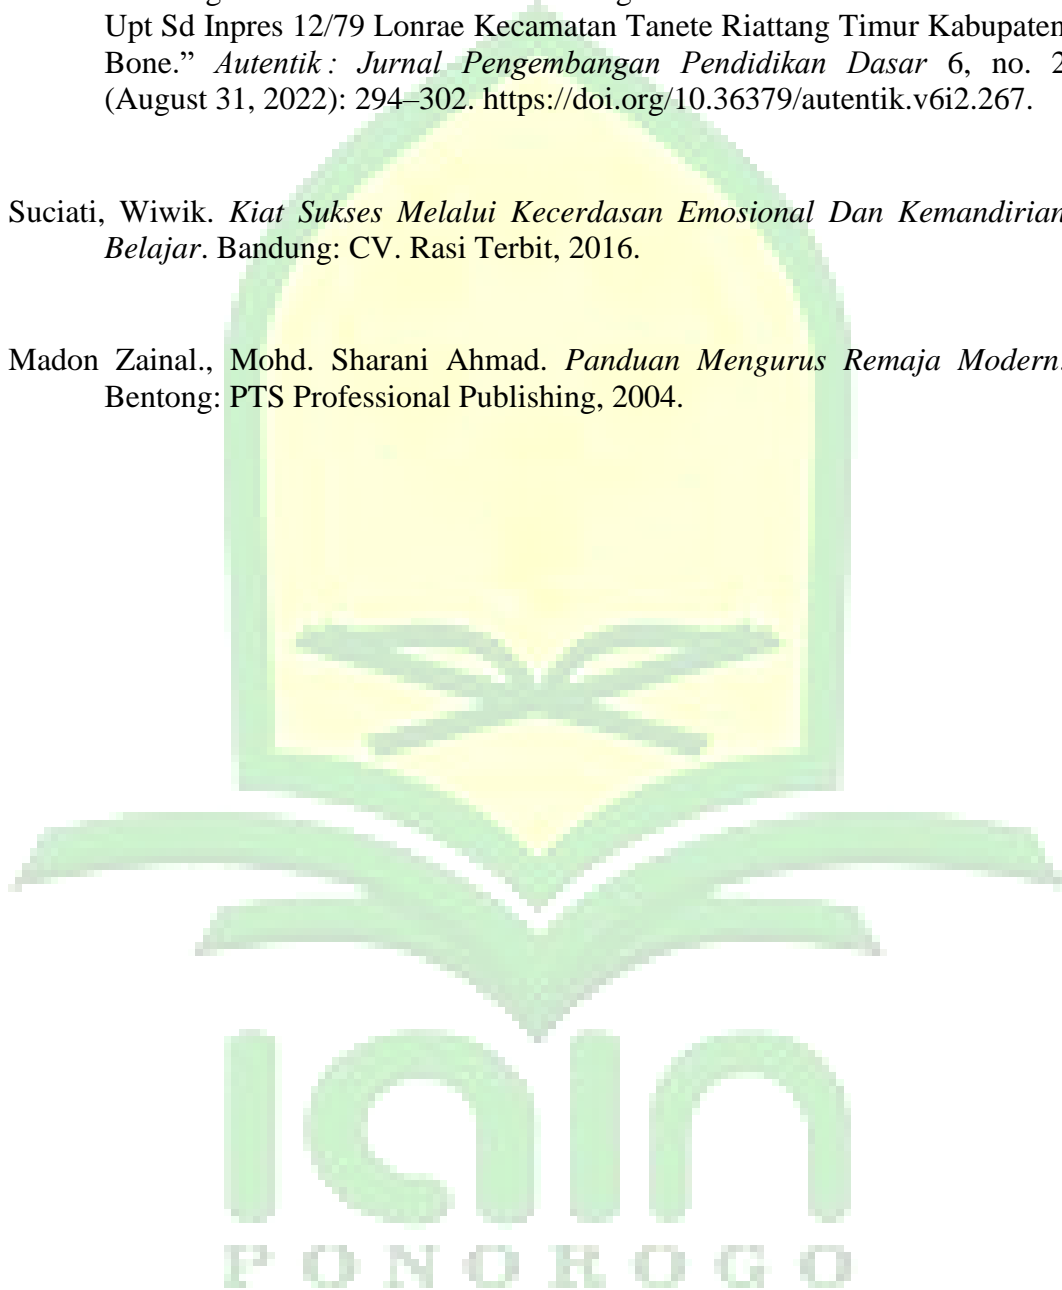 Upt Sd Inpres 12/79 Lonrae Kecamatan Tanete Riattang Timur Kabupaten
Bone.” Autentik : Jurnal Pengembangan Pendidikan Dasar 6, no. 2
(August 31, 2022): 294–302. https://doi.org/10.36379/autentik.v6i2.267.
Suciati, Wiwik. Kiat Sukses Melalui Kecerdasan Emosional Dan Kemandirian
Belajar. Bandung: CV. Rasi Terbit, 2016.
Madon Zainal., Mohd. Sharani Ahmad. Panduan Mengurus Remaja Modern.
Bentong: PTS Professional Publishing, 2004.
iain
PONOROGO